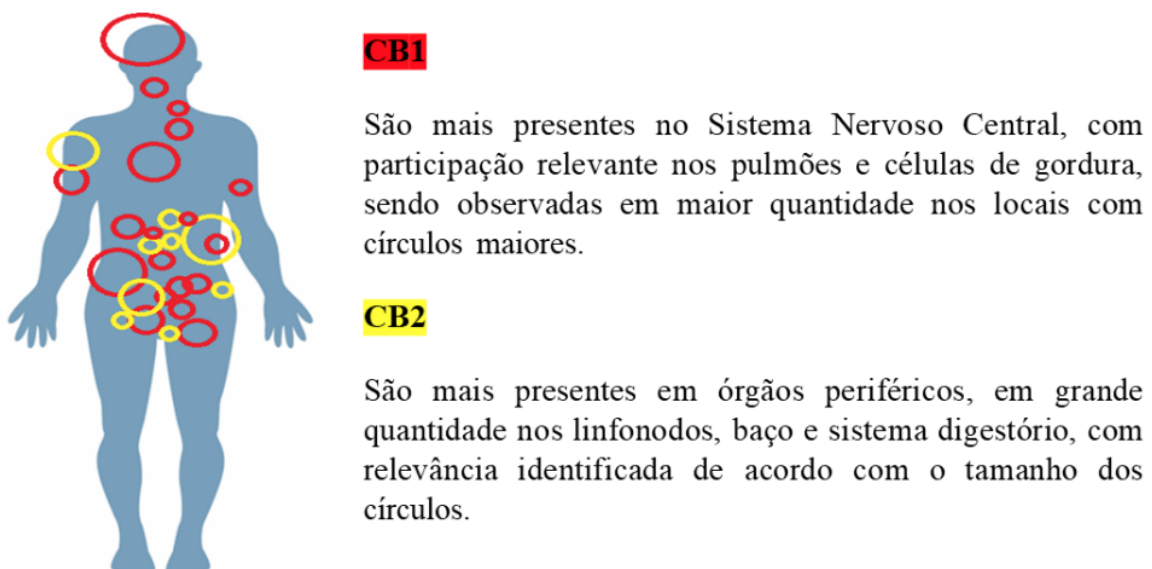 CB1
São mais presentes no Sistema Nervoso Central, com
participação relevante nos pulmões e células de gordura,
sendo observadas em maior quantidade nos locais com
círculos maiores.
CB2
São mais presentes em órgãos periféricos, em grande
quantidade nos linfonodos, baço e sistema digestório, com
relevância identificada de acordo com o tamanho dos
círculos.